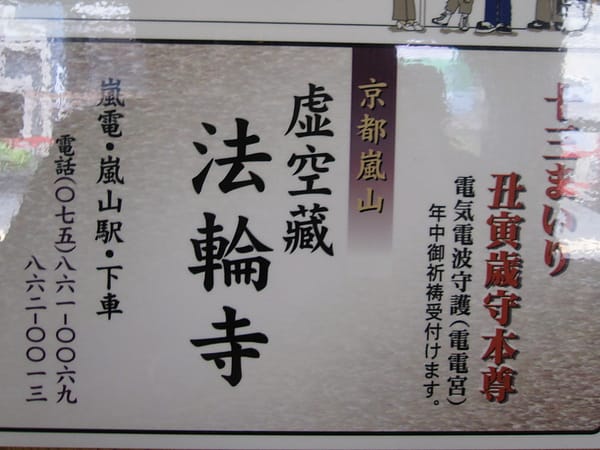 十三まいり
丑寅歳守本尊
電気電波守護(電電宮)
年中御祈祷受付けます。
京都嵐山
虚空藏
法輪寺
嵐電・嵐山駅・下車
電話(〇七五)八六一-〇〇六九
八六二-〇〇一三